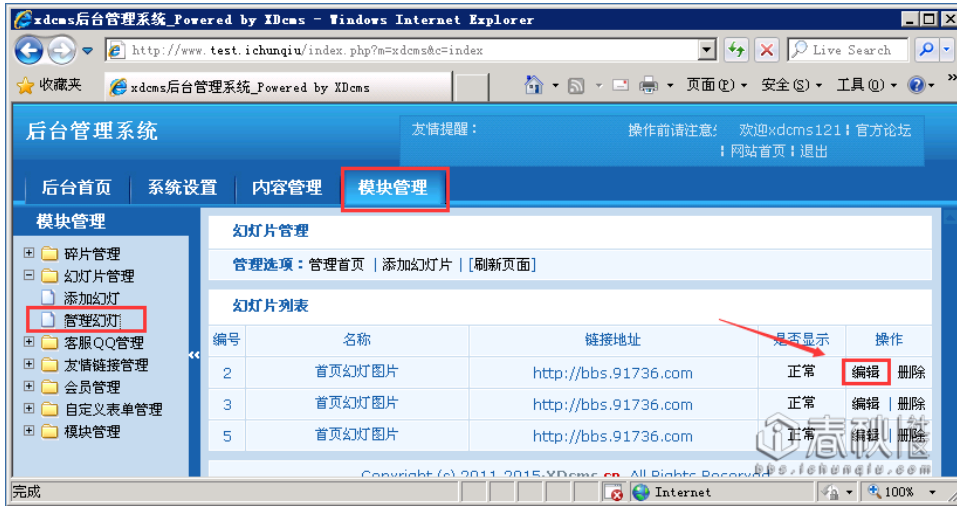 xdcms后台管理系统_Powered by XDcms - Windows Internet Explorer
http://www.test.ichunqiu/index.php?m=xdcms&c=index
Live Search
收藏夹
xdcms后台管理系统_Powered by XDcms
页面(P)
安全(S)
工具(O)
后台管理系统
友情提醒：
操作前请注意
欢迎xdcms121
官方论坛
网站首页
退出
后台首页
系统设置
内容管理
模块管理
模块管理
碎片管理
幻灯片管理
添加幻灯
管理幻灯
客服QQ管理
友情链接管理
会员管理
自定义表单管理
模块管理
幻灯片管理
管理选项：管理首页 | 添加幻灯片 | [刷新页面]
幻灯片列表
编号 名称 链接地址 是否显示 操作
2 首页幻灯图片 http://bbs.91736.com 正常 编辑 删除
3 首页幻灯图片 http://bbs.91736.com 正常 编辑 | 删除
5 首页幻灯图片 http://bbs.91736.com 正常 编辑 | 删除
i春秋
Copyright (c) 2011-2015 XDcms.cn. All Rights Reserved
bbs.ichunqiu.com
完成
Internet
100%